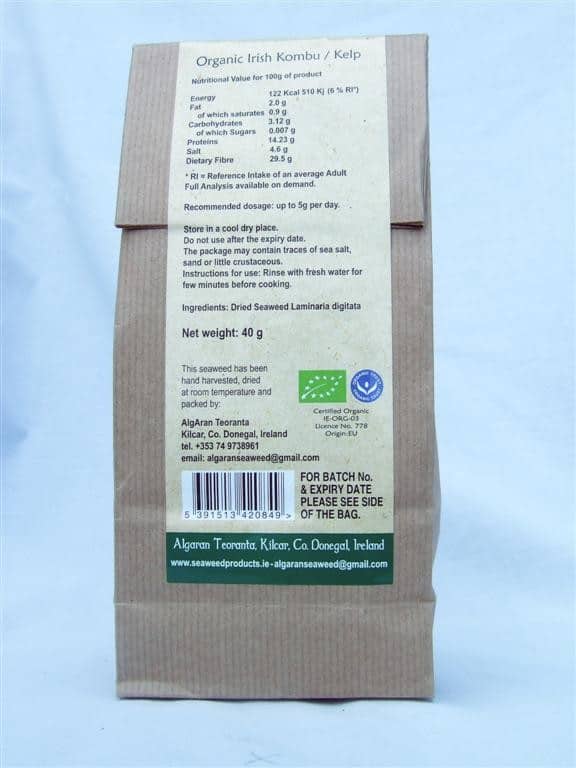 Organic Irish Kombu / Kelp
Nutritional Value for 100g of product
Energy 122 Kcal 510 Kj (6 % RI*)
Fat 2.0 g
of which saturates 0.9 g
Carbohydrates 3.12 g
of which Sugars 0.007 g
Proteins 14.23 g
Salt 4.6 g
Dietary Fibre 29.5 g
* RI = Reference Intake of an average Adult
Full Analysis available on demand.
Recommended dosage: up to 5g per day.
Store in a cool dry place.
Do not use after the expiry date.
The package may contain traces of sea salt,
sand or little crustaceous.
Instructions for use: Rinse with fresh water for
few minutes before cooking.
Ingredients: Dried Seaweed Laminaria digitata
Net weight: 40 g
This seaweed has been
hand harvested, dried
at room temperature and
packed by:
AlgAran Teoranta
Kilcar, Co. Donegal, Ireland
tel. +353 74 9738961
email: algaranseaweed@gmail.com
Certified Organic
IE-ORG-03
Licence No. 778
Origin:EU
5 391513 420849 >
FOR BATCH No.
& EXPIRY DATE
PLEASE SEE SIDE
OF THE BAG.
Algaran Teoranta, Kilcar, Co. Donegal, Ireland
www.seaweedproducts.ie-algaranseaweed@gmail.com